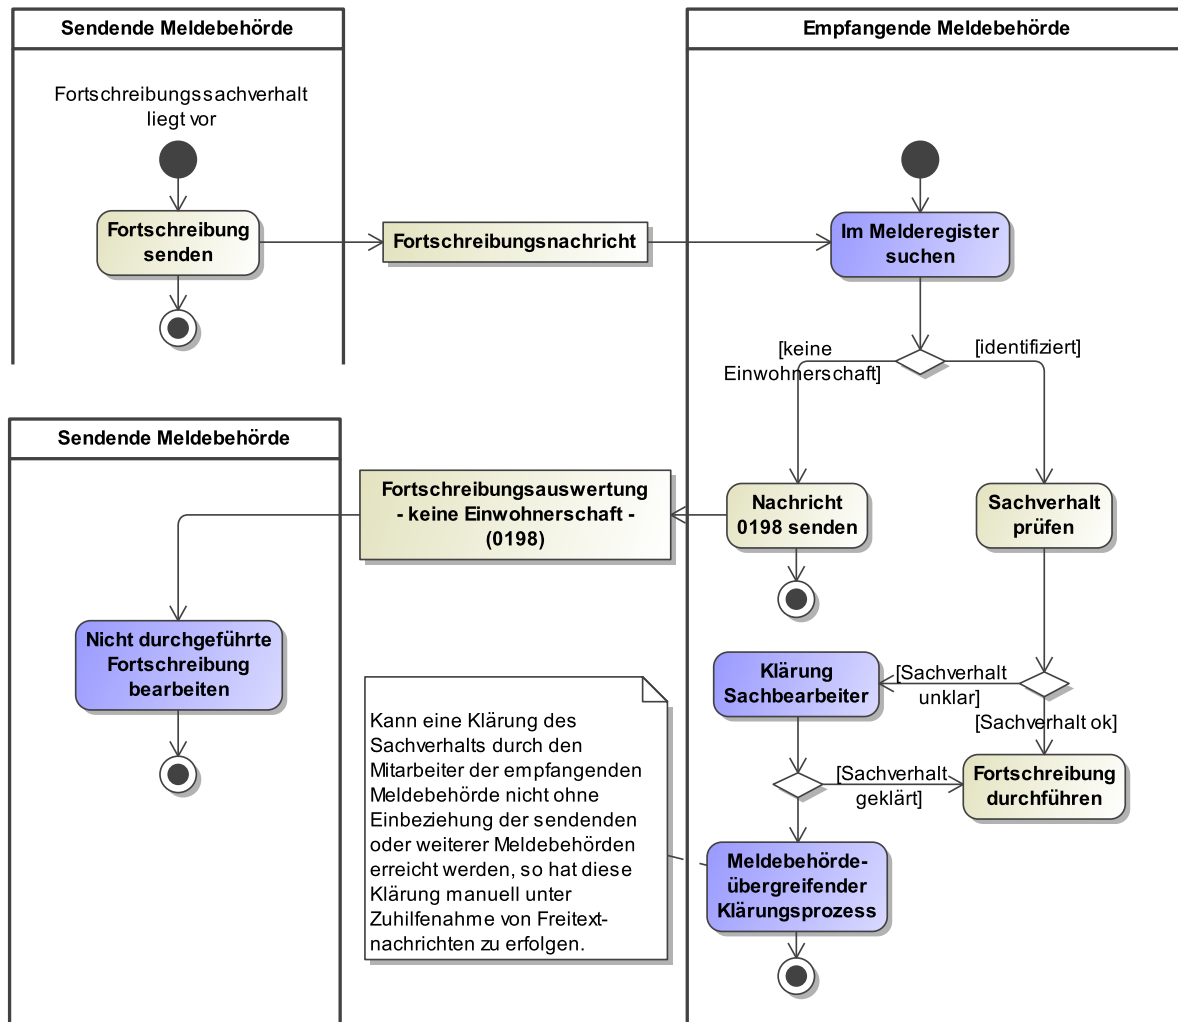 Sendende Meldebehörde
Empfangende Meldebehörde
Fortschreibungssachverhalt
liegt vor
Fortschreibung
senden
Fortschreibungsnachricht
Im Melderegister
suchen
[keine
Einwohnerschaft]
[identifiziert]
Sendende Meldebehörde
Fortschreibungsauswertung
- keine Einwohnerschaft -
(0198)
Nachricht
0198 senden
Sachverhalt
prüfen
Nicht durchgeführte
Fortschreibung
bearbeiten
Klärung
Sachbearbeiter
[Sachverhalt
unklar]
[Sachverhalt ok]
[Sachverhalt
geklärt]
Fortschreibung
durchführen
Kann eine Klärung des
Sachverhalts durch den
Mitarbeiter der empfangenden
Meldebehörde nicht ohne
Einbeziehung der sendenden
oder weiterer Meldebehörden
erreicht werden, so hat diese
Klärung manuell unter
Zuhilfenahme von Freitext-
nachrichten zu erfolgen.
Meldebehörde-
übergreifender
Klärungsprozess